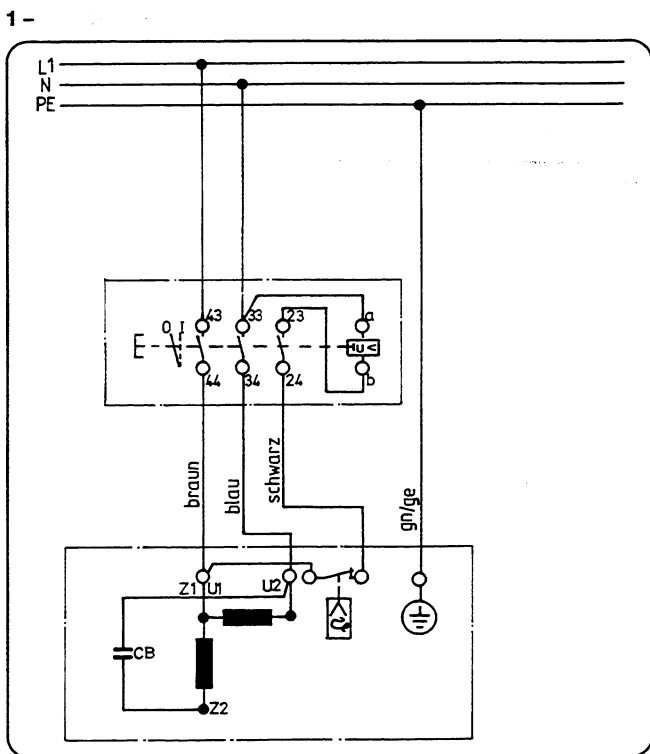 1 –
L1
N
PE
0 I
43 33 23 a
U<
44 34 24 b
braun
blau
schwarz
gn/ge
Z1 U1 U2
CB
Z2